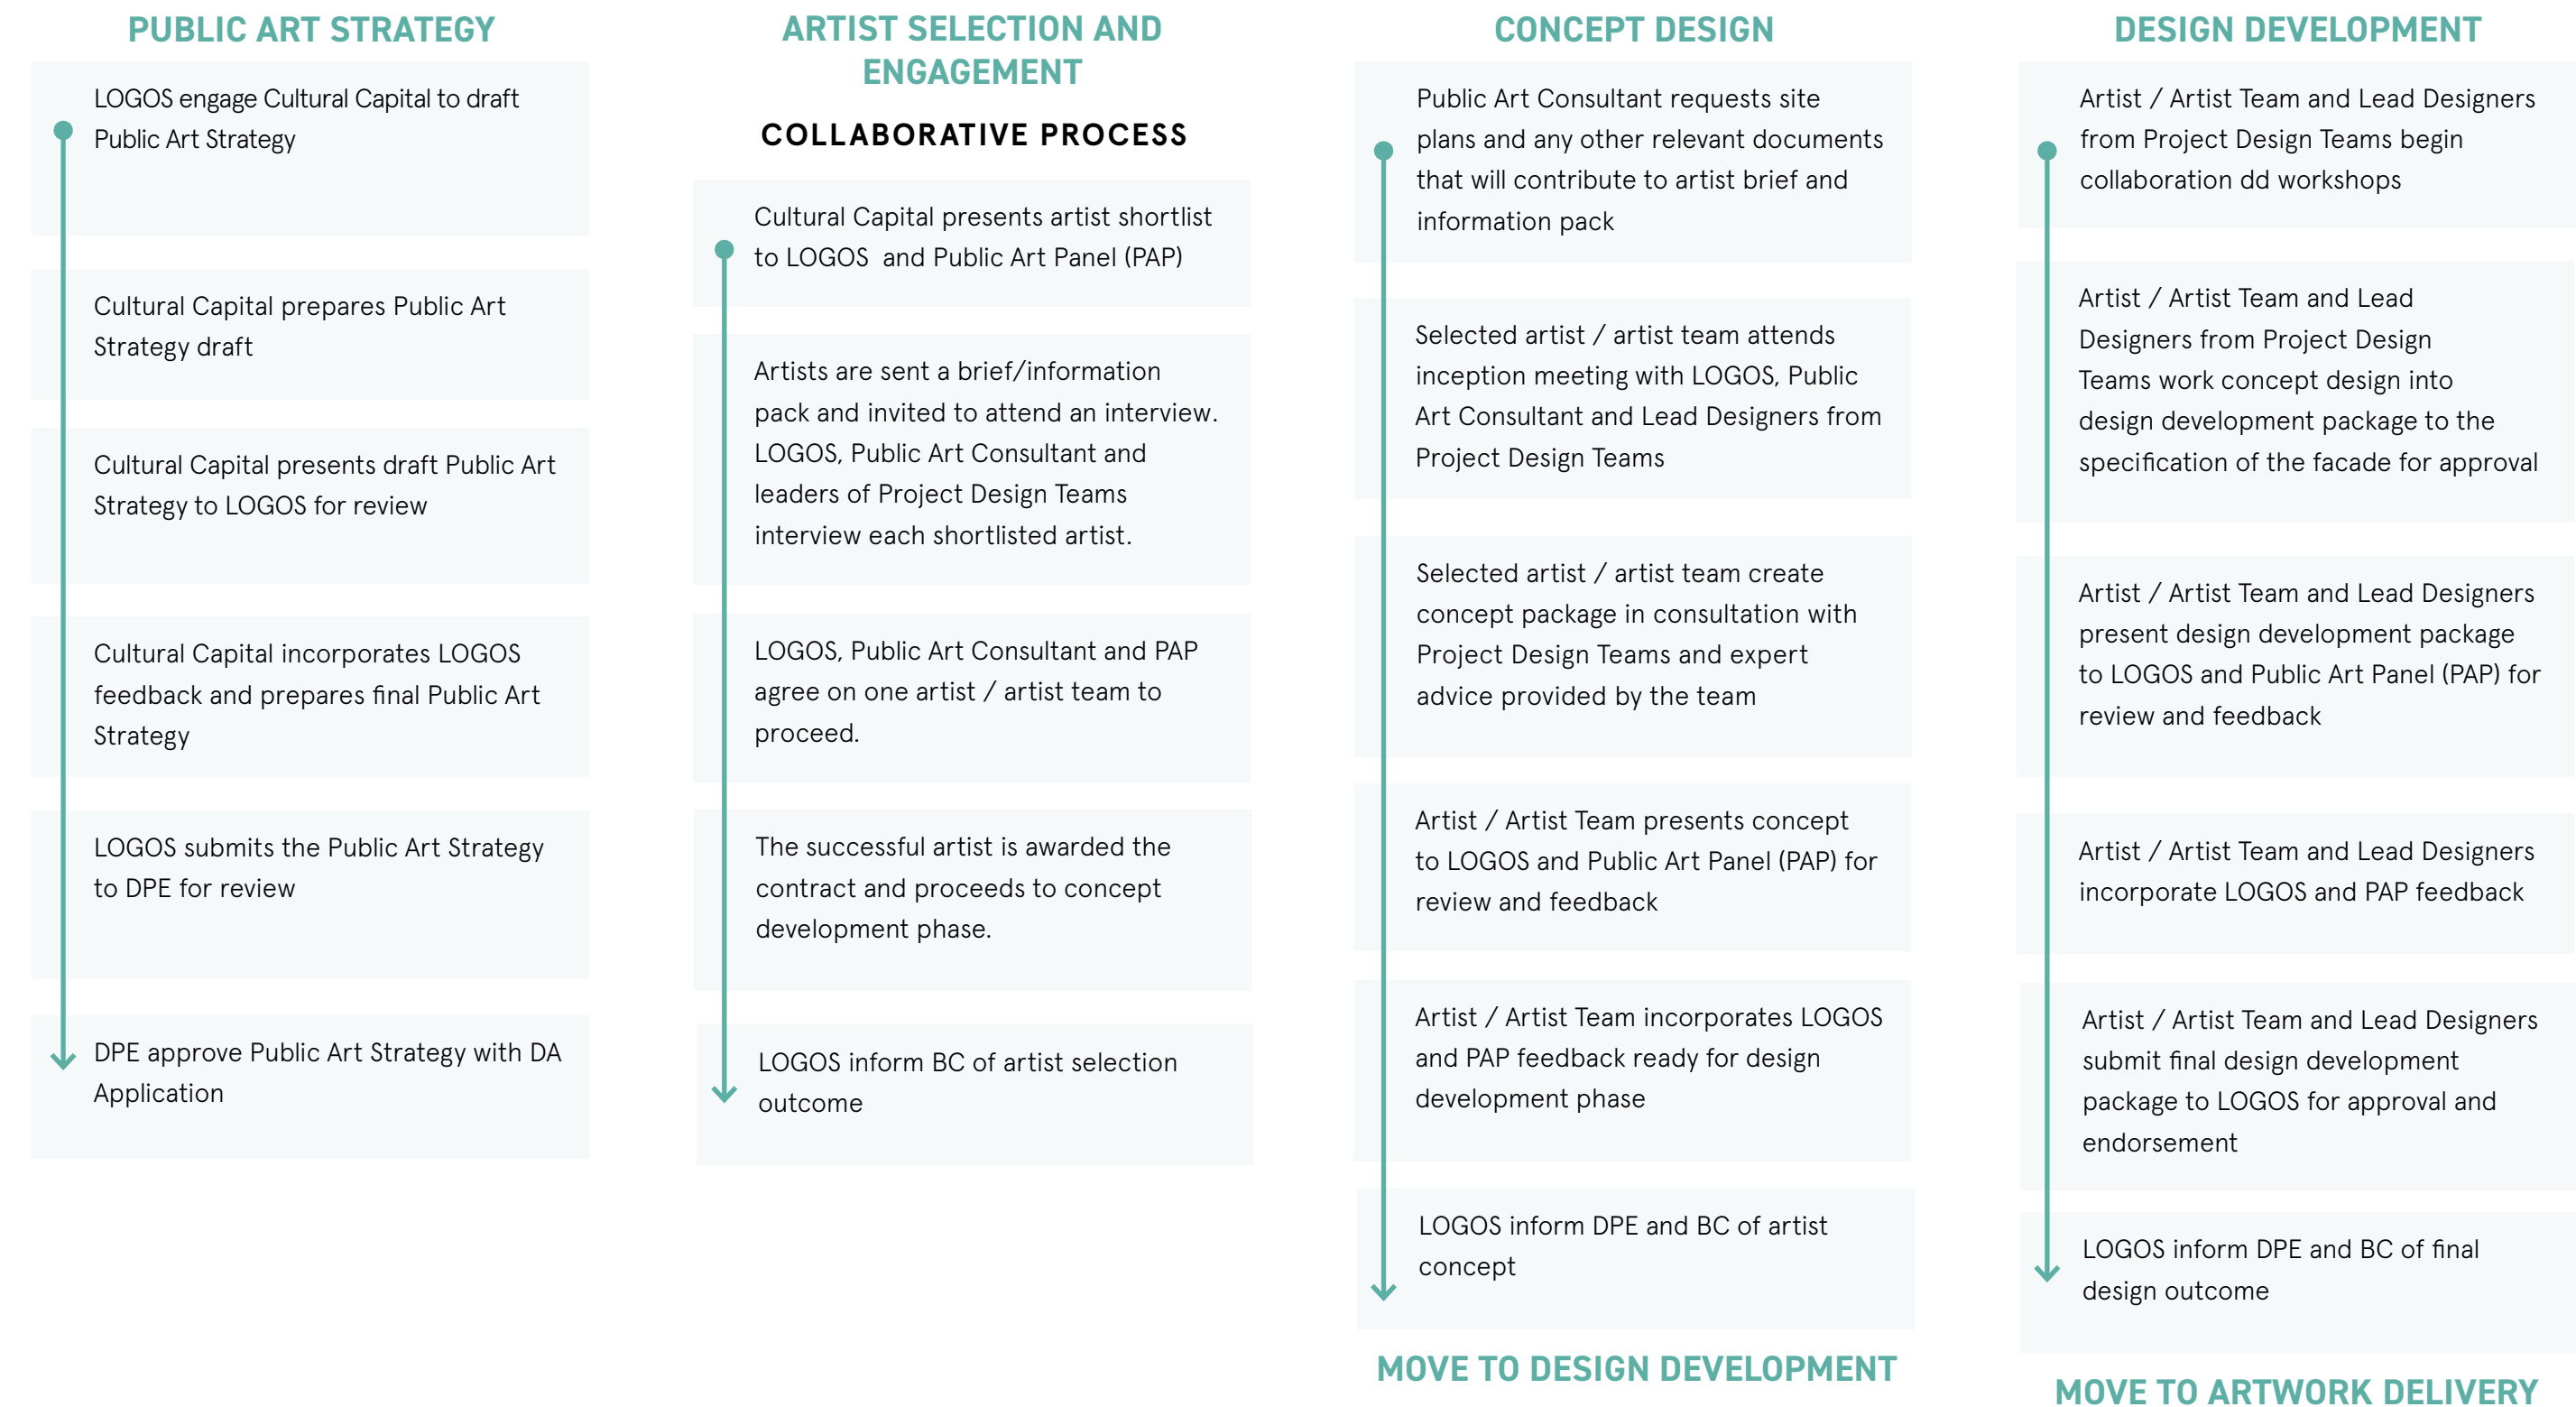 PUBLIC ART STRATEGY
LOGOS engage Cultural Capital to draft
Public Art Strategy
Cultural Capital prepares Public Art
Strategy draft
Cultural Capital presents draft Public Art
Strategy to LOGOS for review
Cultural Capital incorporates LOGOS
feedback and prepares final Public Art
Strategy
LOGOS submits the Public Art Strategy
to DPE for review
DPE approve Public Art Strategy with DA
Application
ARTIST SELECTION AND
ENGAGEMENT
COLLABORATIVE PROCESS
Cultural Capital presents artist shortlist
to LOGOS  and Public Art Panel (PAP)
Artists are sent a brief/information
pack and invited to attend an interview.
LOGOS, Public Art Consultant and
leaders of Project Design Teams
interview each shortlisted artist.
LOGOS, Public Art Consultant and PAP
agree on one artist / artist team to
proceed.
The successful artist is awarded the
contract and proceeds to concept
development phase.
LOGOS inform BC of artist selection
outcome
CONCEPT DESIGN
Public Art Consultant requests site
plans and any other relevant documents
that will contribute to artist brief and
information pack
Selected artist / artist team attends
inception meeting with LOGOS, Public
Art Consultant and Lead Designers from
Project Design Teams
Selected artist / artist team create
concept package in consultation with
Project Design Teams and expert
advice provided by the team
Artist / Artist Team presents concept
to LOGOS and Public Art Panel (PAP) for
review and feedback
Artist / Artist Team incorporates LOGOS
and PAP feedback ready for design
development phase
LOGOS inform DPE and BC of artist
concept
MOVE TO DESIGN DEVELOPMENT
DESIGN DEVELOPMENT
Artist / Artist Team and Lead Designers
from Project Design Teams begin
collaboration dd workshops
Artist / Artist Team and Lead
Designers from Project Design
Teams work concept design into
design development package to the
specification of the facade for approval
Artist / Artist Team and Lead Designers
present design development package
to LOGOS and Public Art Panel (PAP) for
review and feedback
Artist / Artist Team and Lead Designers
incorporate LOGOS and PAP feedback
Artist / Artist Team and Lead Designers
submit final design development
package to LOGOS for approval and
endorsement
LOGOS inform DPE and BC of final
design outcome
MOVE TO ARTWORK DELIVERY